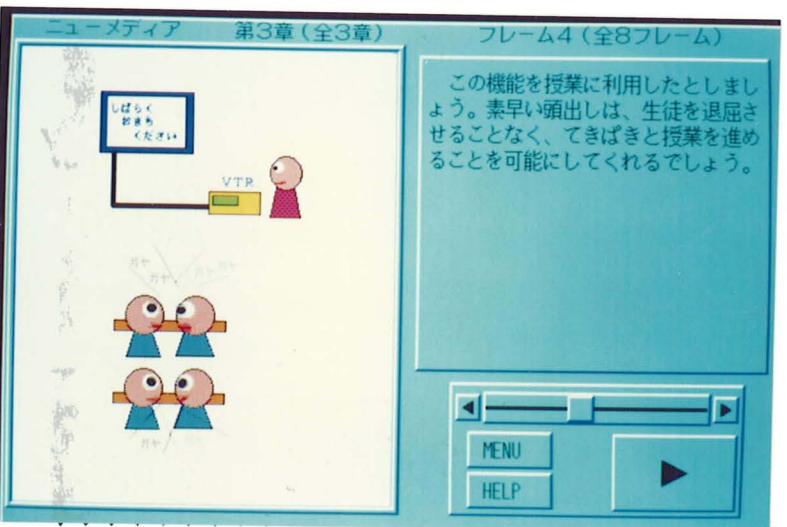 ニューメディア 第3章(全3章) フレーム4(全8フレーム)
しばらく
おまち
ください
VTR
ガヤ
ガヤ
ガヤ
ガヤ
ガヤ
この機能を授業に利用したとしまし
ょう。素早い頭出しは、生徒を退屈さ
せることなく、てきぱきと授業を進め
ることを可能にしてくれるでしょう。
MENU
HELP